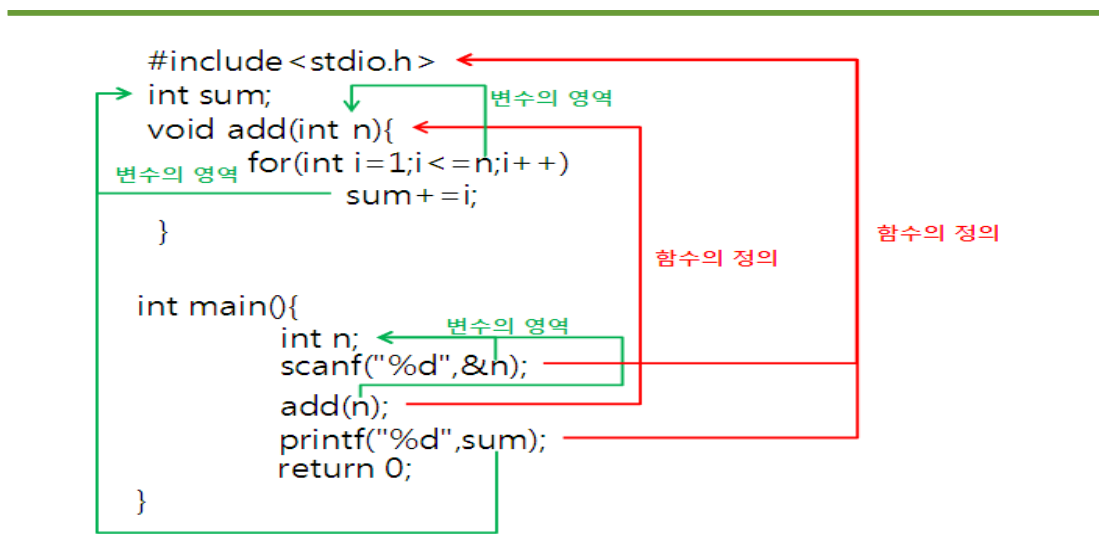 #include<stdio.h>
int sum;
변수의 영역
void add(int n){
for(int i=1;i<=n;i++)
변수의 영역
sum+=i;
}
함수의 정의
함수의 정의
int main(){
변수의 영역
int n;
scanf("%d",&n);
add(n);
printf("%d",sum);
return 0;
}